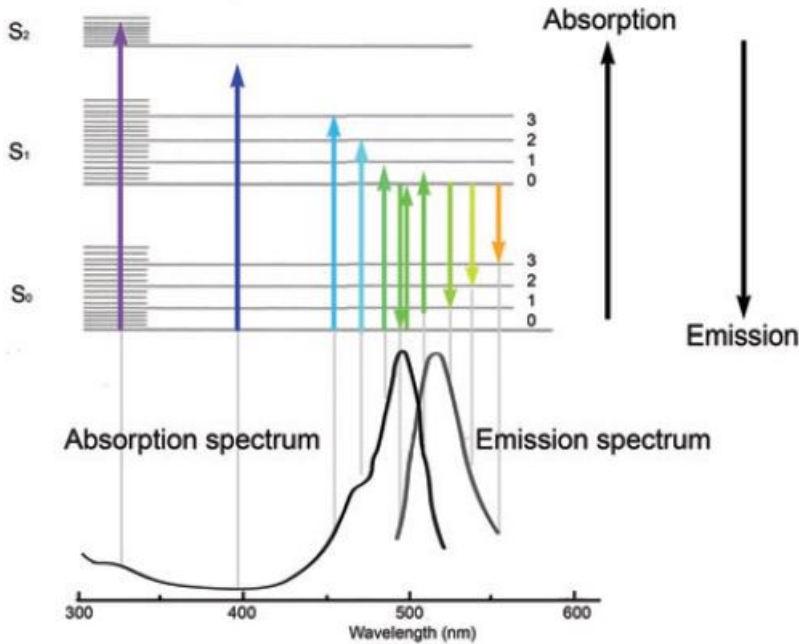 S₂
Absorption
3
2
S₁
1
0
3
2
S₀
1
0
Emission
Absorption spectrum
Emission spectrum
300
400
500
600
Wavelength (nm)